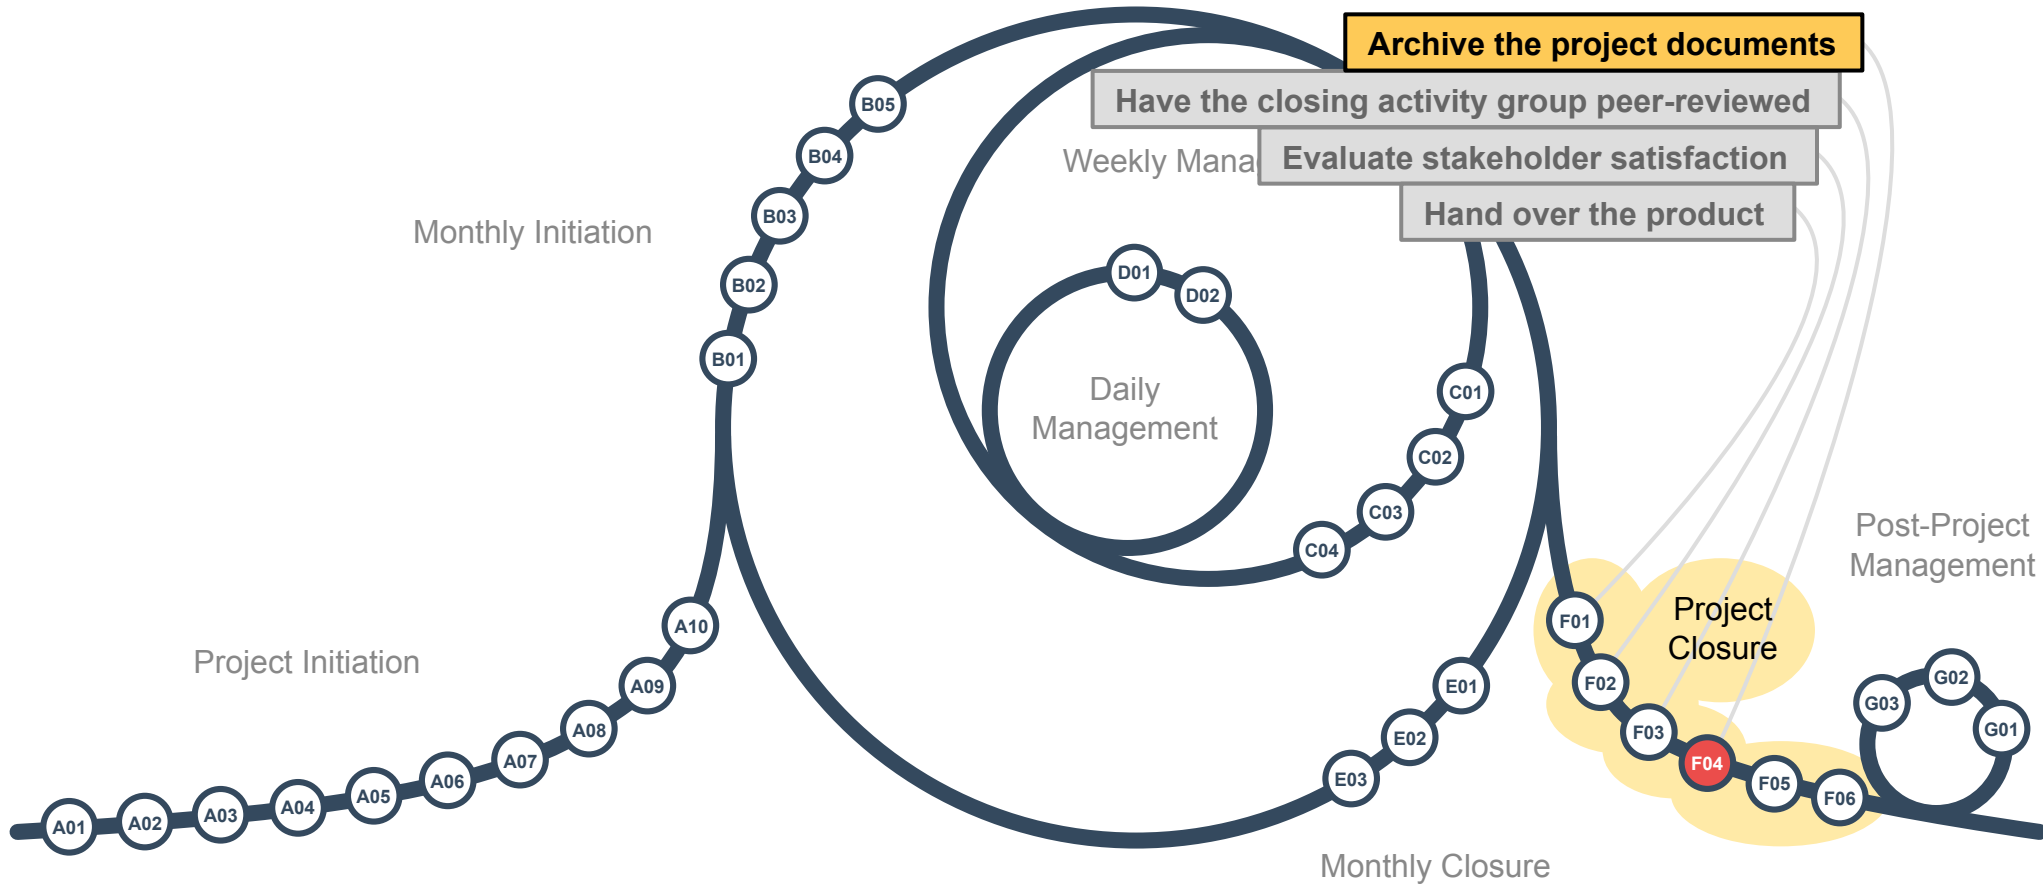 Archive the project documents
Have the closing activity group peer-reviewed
Weekly Mana
Evaluate stakeholder satisfaction
Hand over the product
Monthly Initiation
B05
B04
B03
B02
B01
D01
D02
Daily
Management
C01
C02
C03
C04
Post-Project
Management
Project
Closure
Project Initiation
A10
A09
A08
A07
A06
A05
A04
A03
A02
A01
E01
E02
E03
F01
F02
F03
F04
F05
F06
G03
G02
G01
Monthly Closure